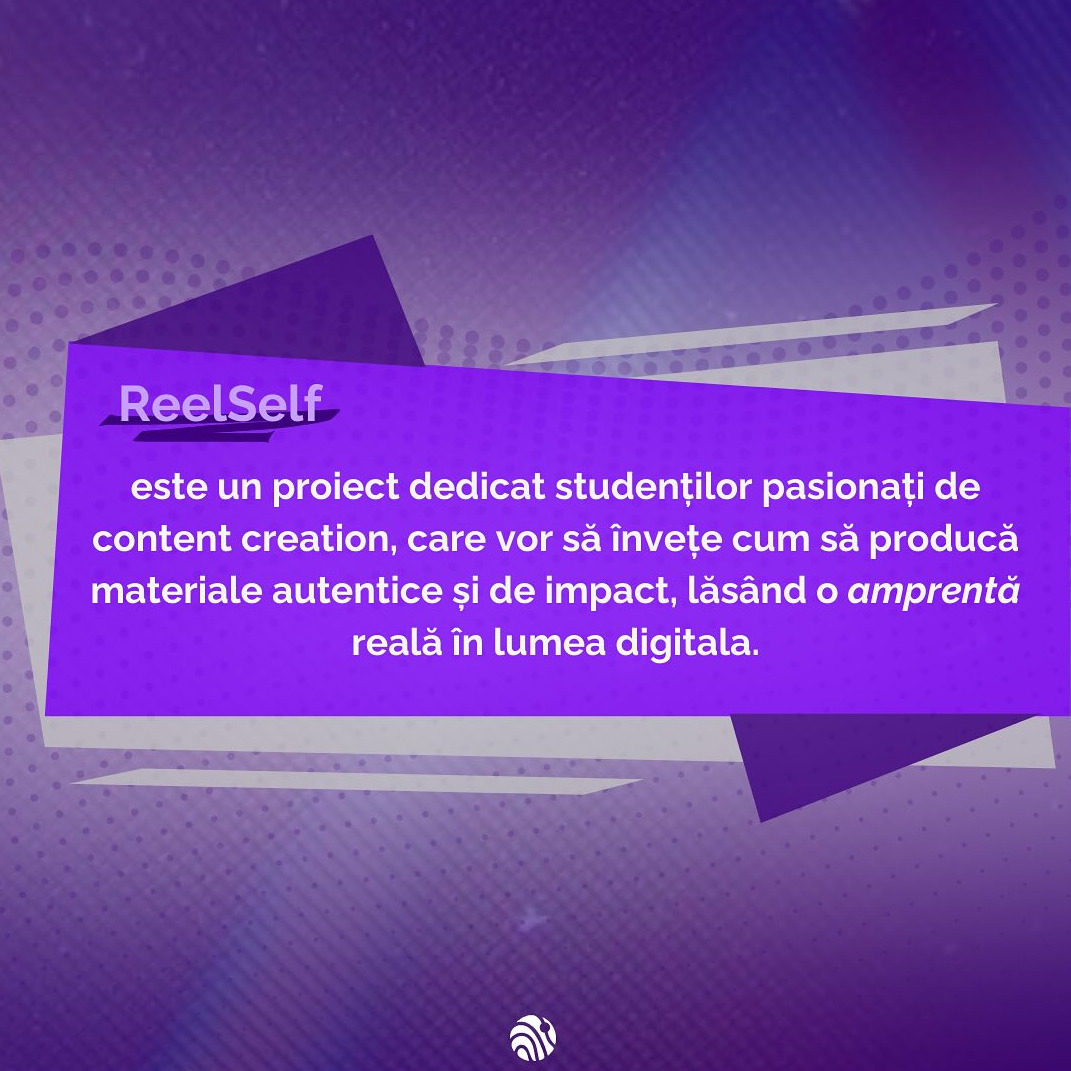 ReelSelf
este un proiect dedicat studenților pasionați de
content creation, care vor să învețe cum să producă
materiale autentice și de impact, lăsând o amprentă
reală în lumea digitala.